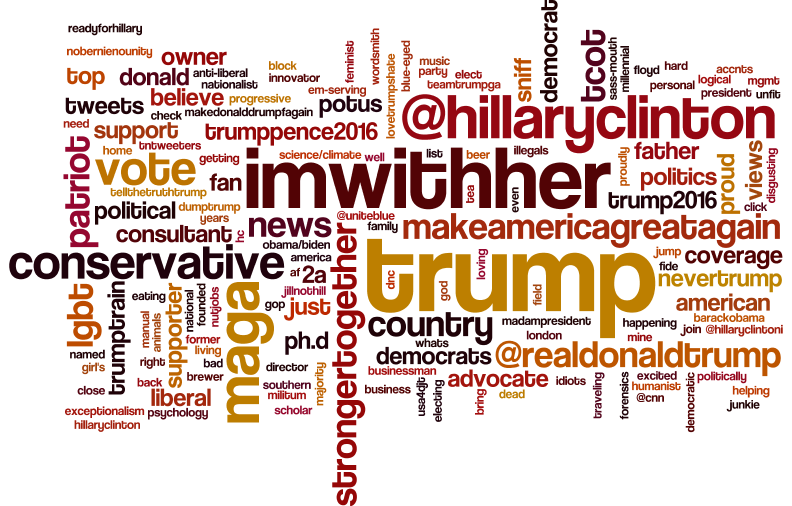 readyforhillary
nobernienounity
owner
block
innovator
feminist
wordsmith
blue-eyed
music
party
elect
sniff
democrat
tcot
sass-mouth
millennial
floyd
hard
accnts
top
donald
anti-liberal
nationalist
em-serving
lovetrumpshate
teamtrumpga
personal
logical
mgmt
president
unfit
tweets
believe
progressive
check
makedonalddrumpfagain
potus
@hillaryclinton
need
support
trumppence2016
home
tntweeters
getting
science/climate
well
list
beer
illegals
proudly
father
proud
views
disgusting
patriot
vote
fan
imwithher
tea
even
politics
tellthetruthtrump
trump2016
click
political
dumptrump
years
news
@uniteblue
family
makeamericagreatagain
consultant
hc
obama/biden
america
conservative
af
2a
strongertogether
trump
dnc
god
loving
field
jump
fide
coverage
nevertrump
lgbt
trumptrain
eating
manual
animals
supporter
national
founded
nutjobs
maga
gop
jillnothill
just
american
country
madampresident
happening
barackobama
join
@hillaryclintoni
former
living
ph.d
whats
london
mine
named
girl's
right
bad
director
majority
democrats
@realdonaldtrump
close
back
brewer
southern
militum
businessman
business
usa4djt
electing
advocate
bring
idiots
dead
traveling
forensics
excited
humanist
@cnn
democratic
politically
helping
junkie
liberal
exceptionalism
psychology
scholar
hillaryclinton